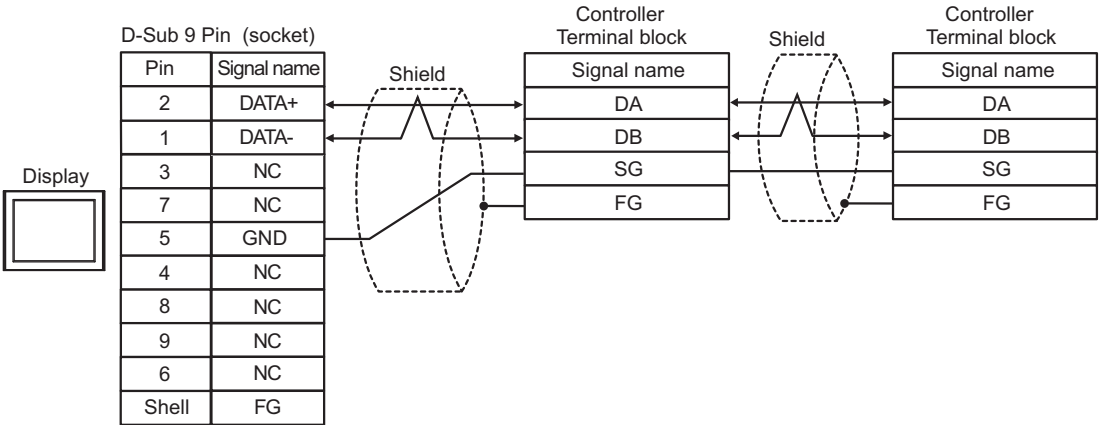 Display
D-Sub 9 Pin (socket)
Pin Signal name
2 DATA+
1 DATA-
3 NC
7 NC
5 GND
4 NC
8 NC
9 NC
6 NC
Shell FG
Shield
Controller
Terminal block
Signal name
DA
DB
SG
FG
Shield
Controller
Terminal block
Signal name
DA
DB
SG
FG